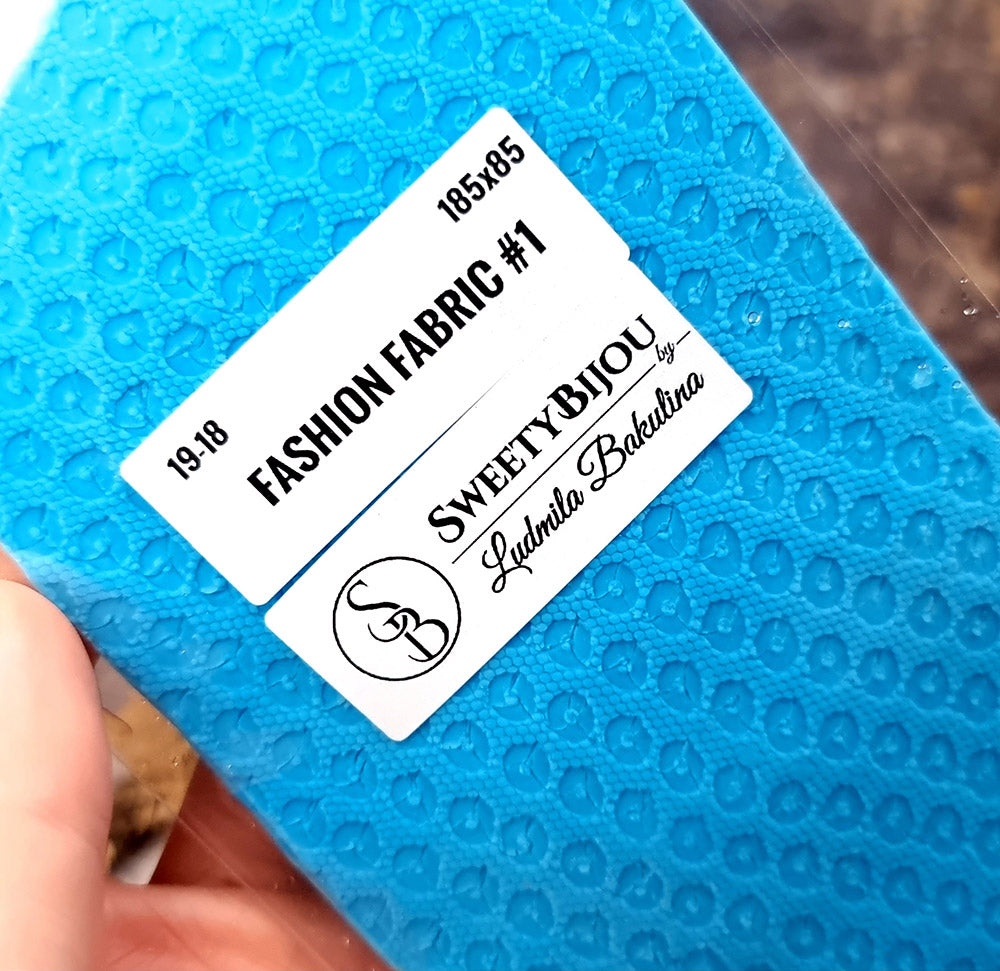 185x85
FASHION FABRIC #1
19-18
SWEETYBIJOU
by
Ludmila Bakulina
SB